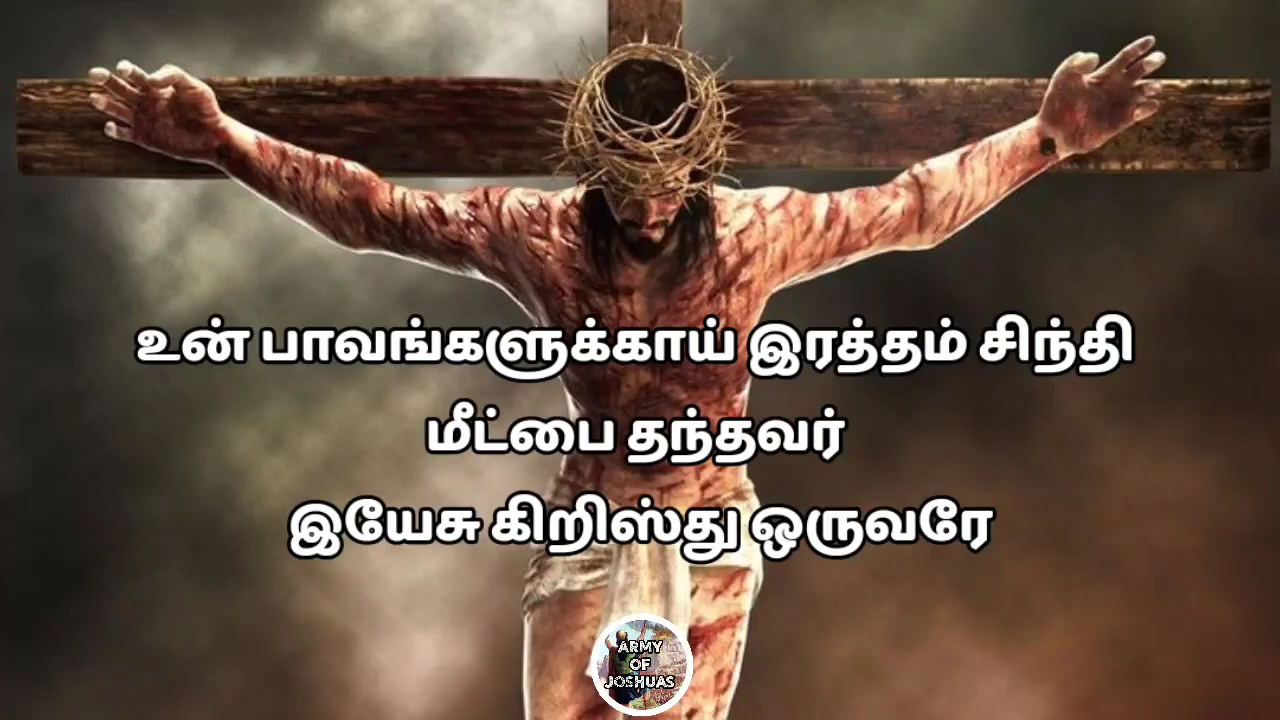 உன் பாவங்களுக்காய் இரத்தம் சிந்தி
மீட்பை தந்தவர்
இயேசு கிறிஸ்து ஒருவரே
ARMY
OF
JOSHUAS